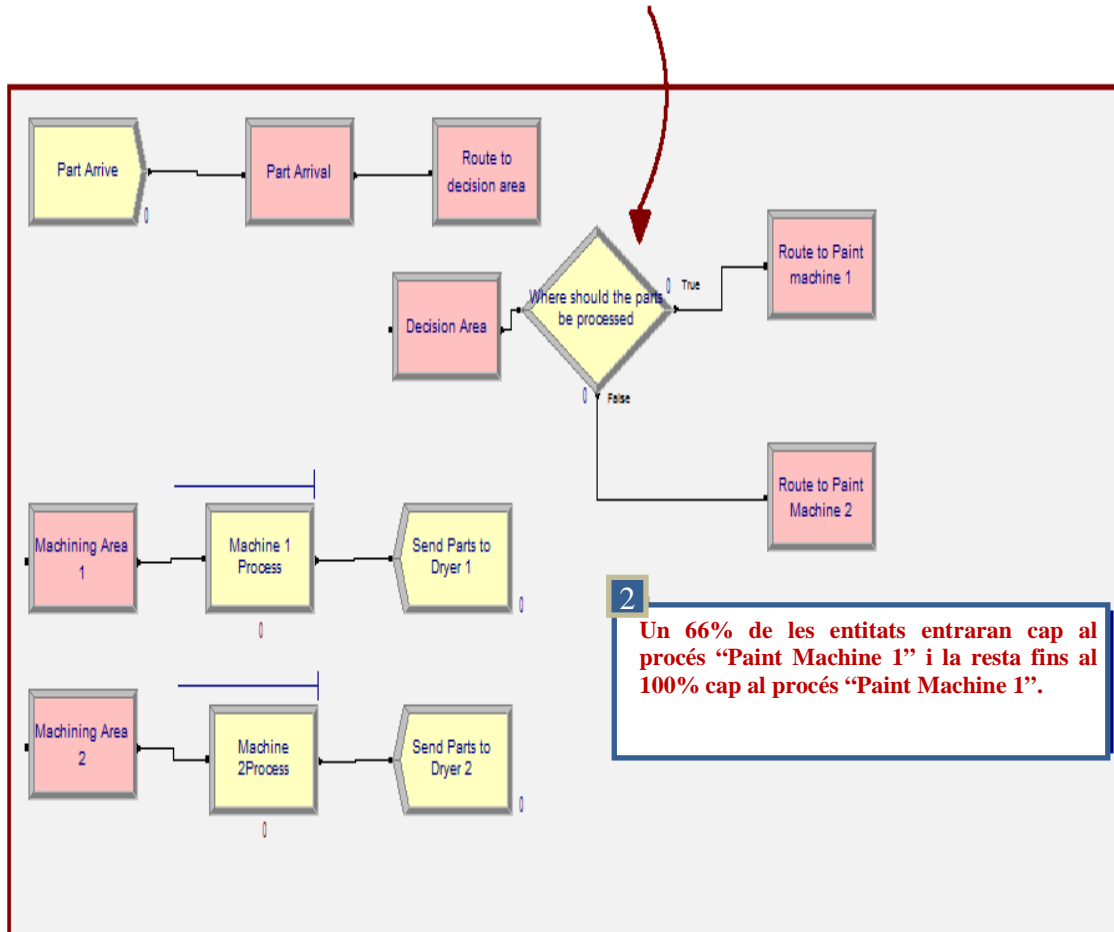 Part Arrive
0
Part Arrival
Route to
decision area
Decision Area
Where should the parts
be processed
0
True
0
False
Route to Paint
machine 1
Route to Paint
Machine 2
Machining Area
1
Machine 1
Process
0
Send Parts to
Dryer 1
0
Machining Area
2
Machine
2Process
0
Send Parts to
Dryer 2
0
2
Un 66% de les entitats entraran cap al
procés “Paint Machine 1” i la resta fins al
100% cap al procés “Paint Machine 1”.